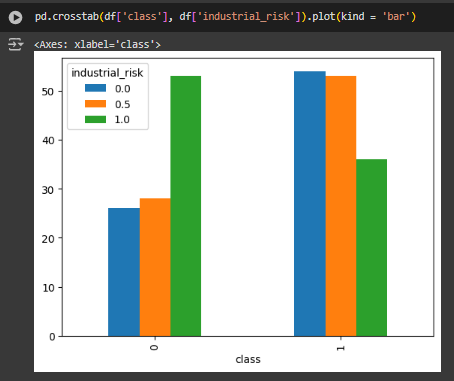 pd.crosstab(df['class'], df['industrial_risk']).plot(kind = 'bar')
<Axes: xlabel='class'>
industrial_risk
0.0
0.5
1.0
50
40
30
20
10
0
0
1
class